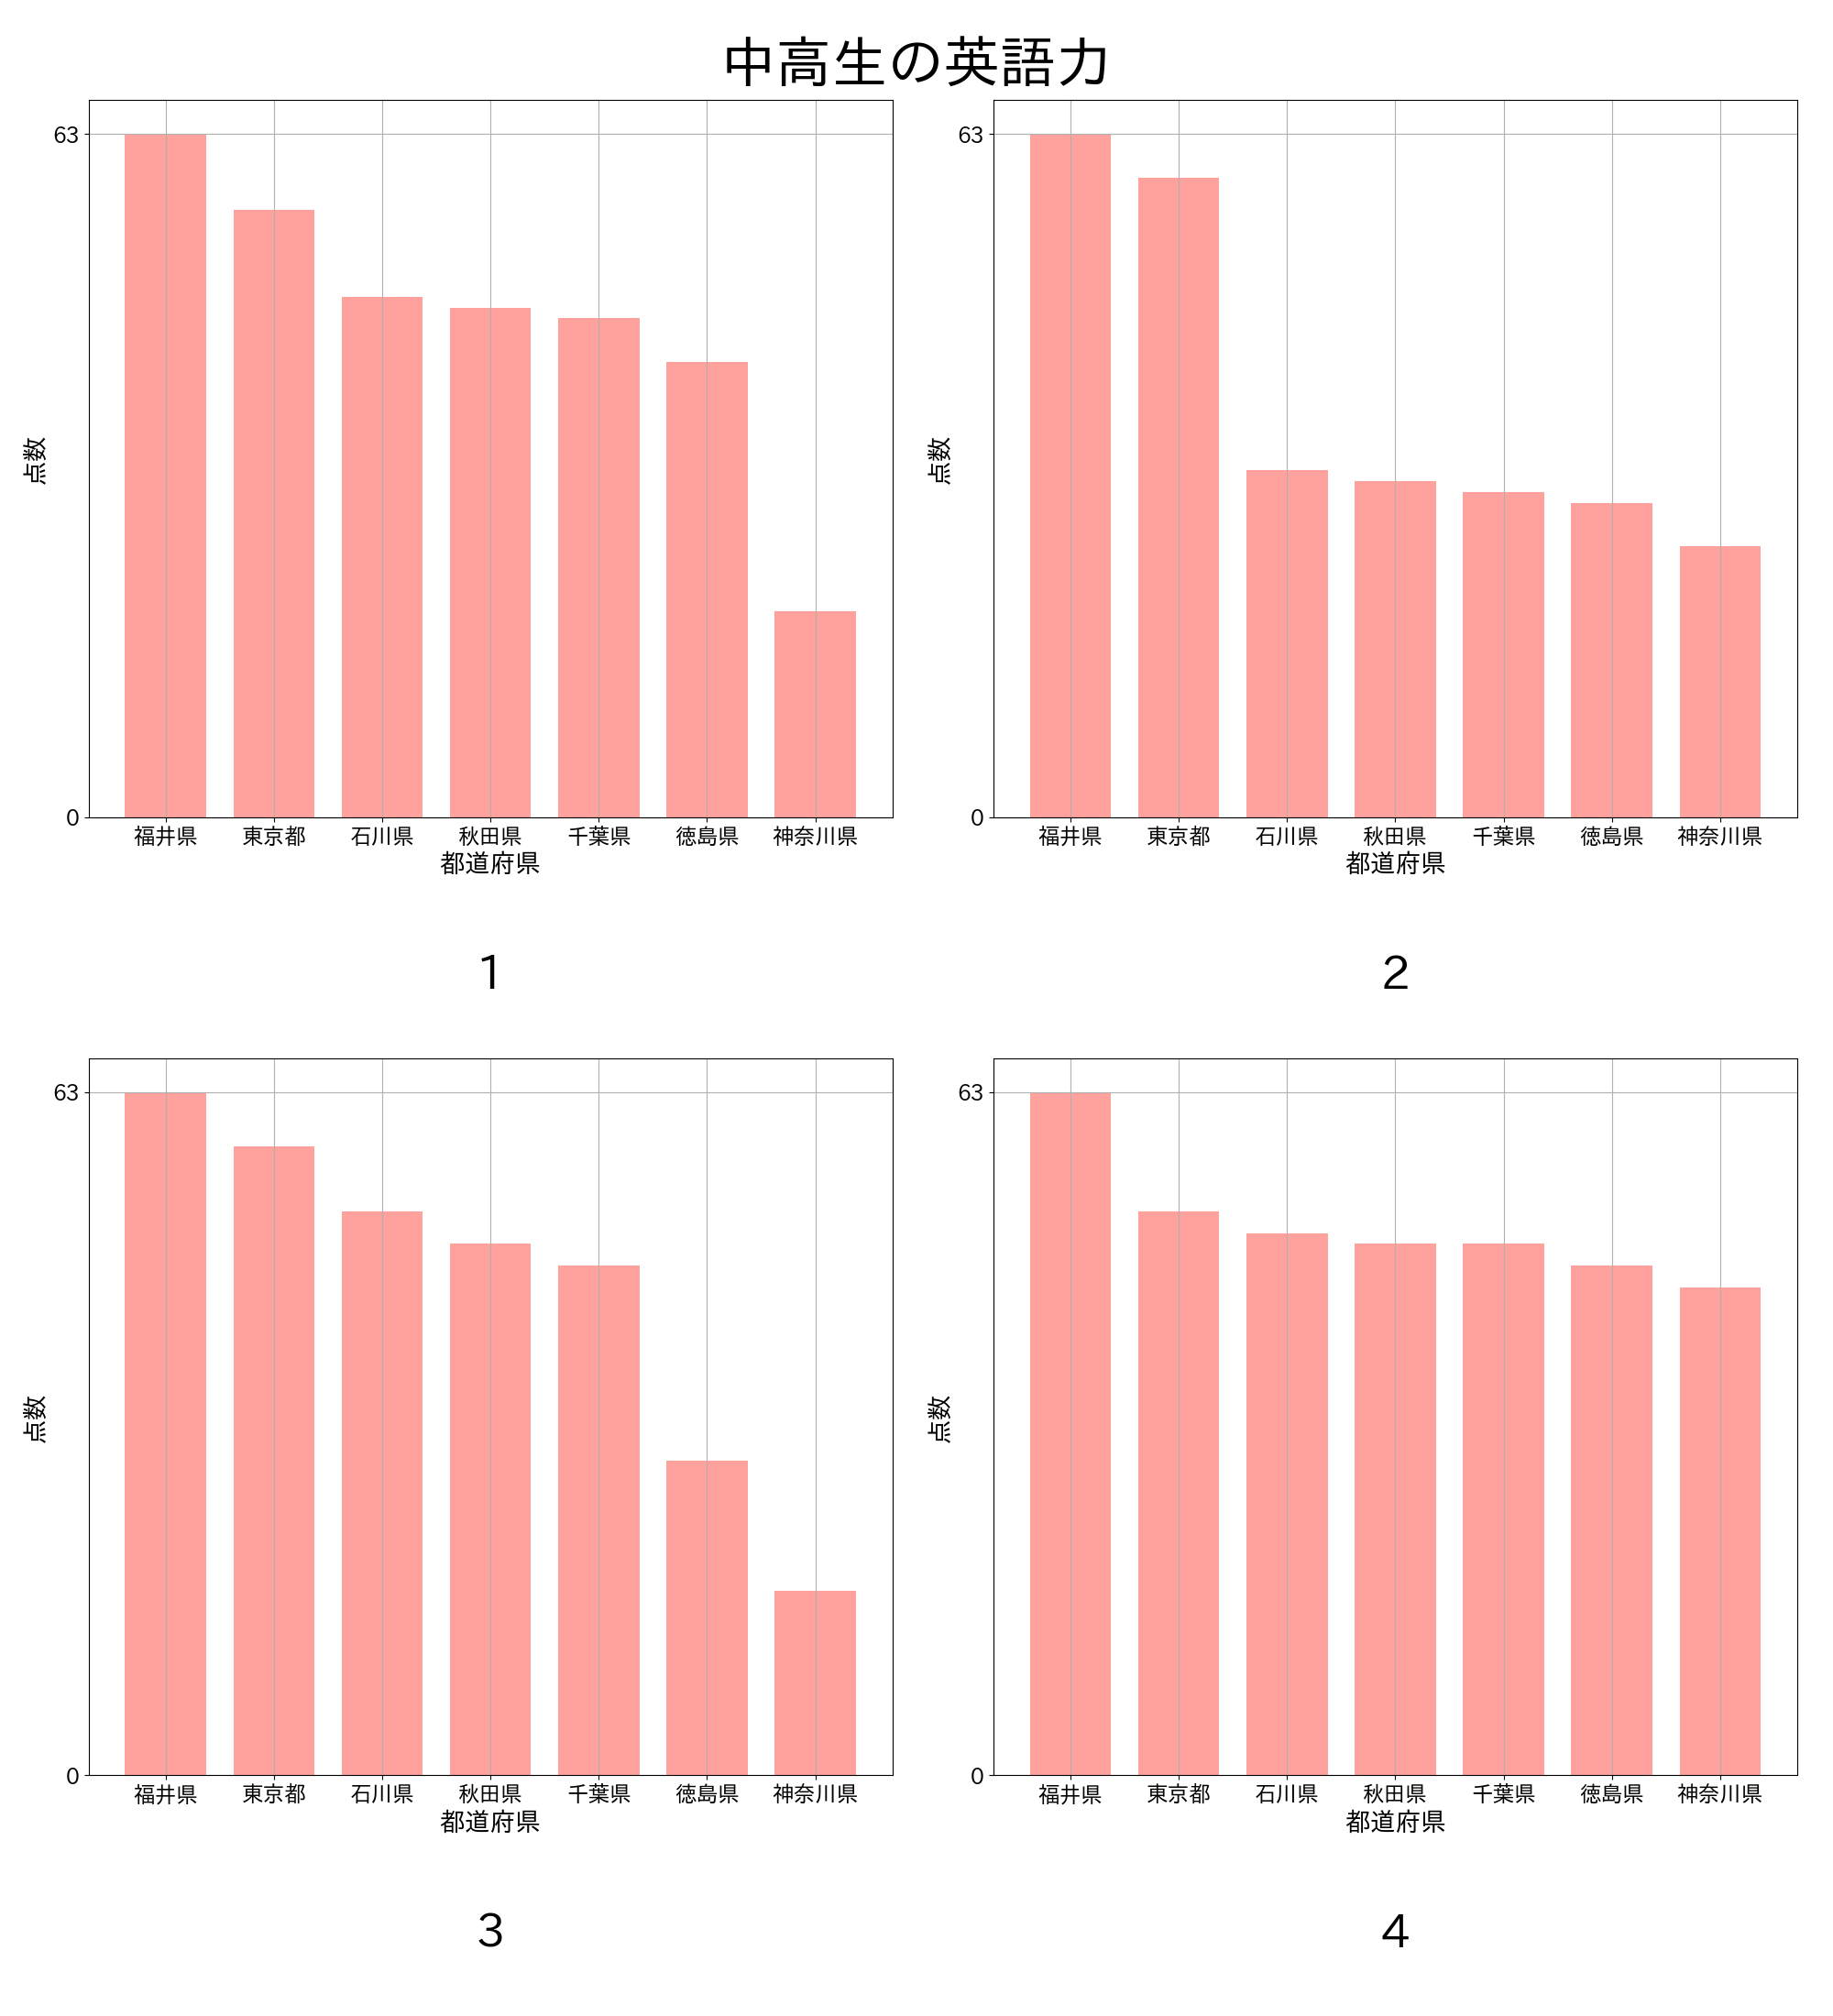 中高生の英語力
63
0
点数
福井県 東京都 石川県 秋田県 千葉県 徳島県 神奈川県
都道府県
1
63
0
点数
福井県 東京都 石川県 秋田県 千葉県 徳島県 神奈川県
都道府県
2
63
0
点数
福井県 東京都 石川県 秋田県 千葉県 徳島県 神奈川県
都道府県
3
63
0
点数
福井県 東京都 石川県 秋田県 千葉県 徳島県 神奈川県
都道府県
4